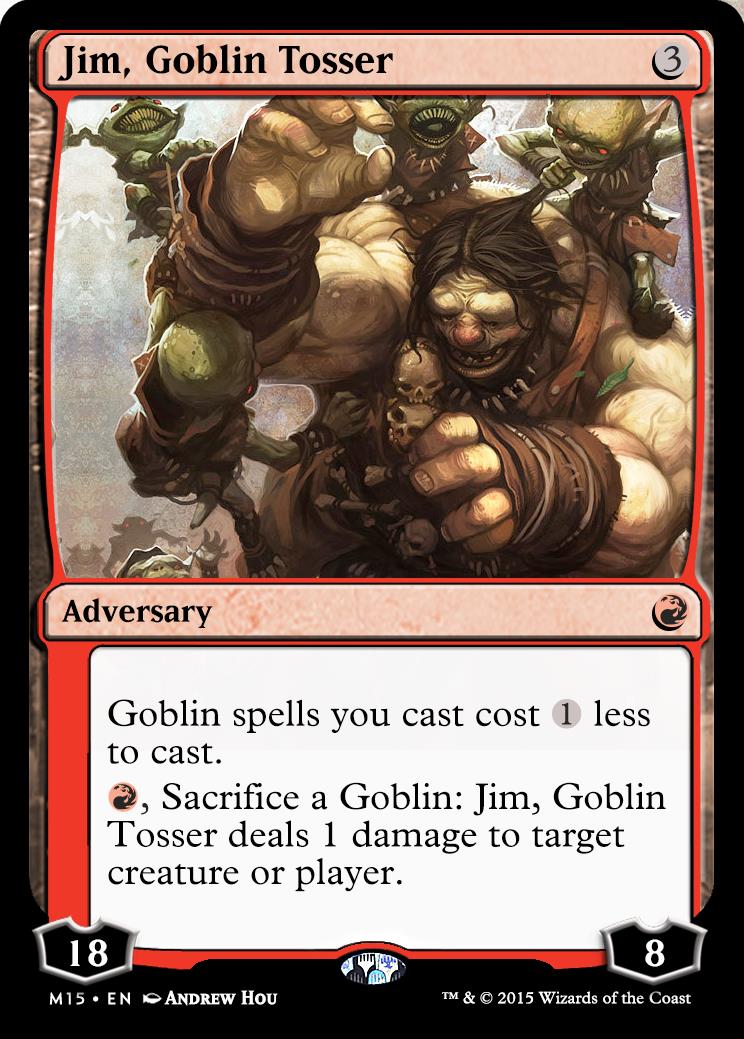 Jim, Goblin Tosser 3
Adversary
Goblin spells you cast cost 1 less
to cast.
, Sacrifice a Goblin: Jim, Goblin
Tosser deals 1 damage to target
creature or player.
18 8
M15 • EN Andrew Hou ™ & © 2015 Wizards of the Coast